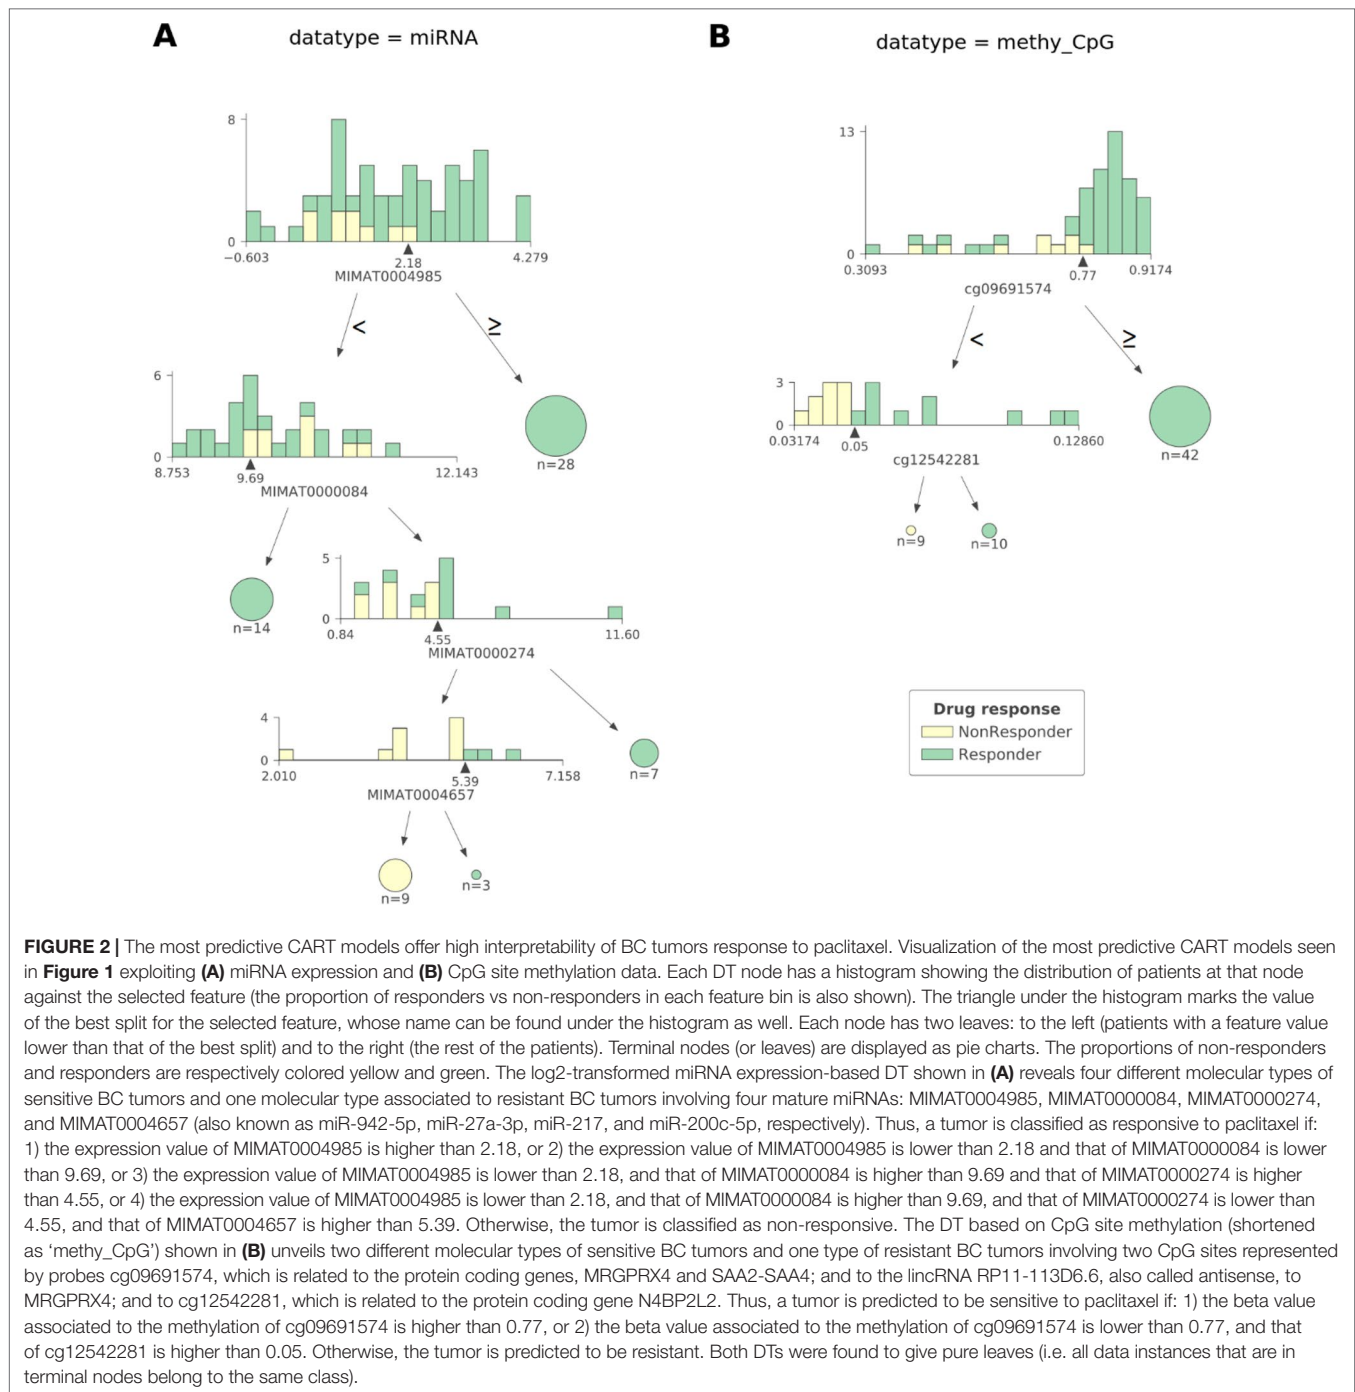 A
datatype = miRNA
8
0
−0.603
2.18
4.279
MIMAT0004985
<
≥
6
0
8.753
9.69
12.143
MIMAT0000084
n=28
5
0
0.84
4.55
11.60
MIMAT0000274
n=14
4
0
2.010
5.39
7.158
MIMAT0004657
n=7
n=9
n=3
B
datatype = methy_CpG
13
0
0.3093
0.77
0.9174
cg09691574
<
≥
3
0
0.03174
0.05
0.12860
cg12542281
n=42
n=9
n=10
Drug response
NonResponder
Responder
FIGURE 2 | The most predictive CART models offer high interpretability of BC tumors response to paclitaxel. Visualization of the most predictive CART models seen
in Figure 1 exploiting (A) miRNA expression and (B) CpG site methylation data. Each DT node has a histogram showing the distribution of patients at that node
against the selected feature (the proportion of responders vs non-responders in each feature bin is also shown). The triangle under the histogram marks the value
of the best split for the selected feature, whose name can be found under the histogram as well. Each node has two leaves: to the left (patients with a feature value
lower than that of the best split) and to the right (the rest of the patients). Terminal nodes (or leaves) are displayed as pie charts. The proportions of non-responders
and responders are respectively colored yellow and green. The log2-transformed miRNA expression-based DT shown in (A) reveals four different molecular types of
sensitive BC tumors and one molecular type associated to resistant BC tumors involving four mature miRNAs: MIMAT0004985, MIMAT0000084, MIMAT0000274,
and MIMAT0004657 (also known as miR-942-5p, miR-27a-3p, miR-217, and miR-200c-5p, respectively). Thus, a tumor is classified as responsive to paclitaxel if:
1) the expression value of MIMAT0004985 is higher than 2.18, or 2) the expression value of MIMAT0004985 is lower than 2.18 and that of MIMAT0000084 is lower
than 9.69, or 3) the expression value of MIMAT0004985 is lower than 2.18, and that of MIMAT0000084 is higher than 9.69 and that of MIMAT0000274 is higher
than 4.55, or 4) the expression value of MIMAT0004985 is lower than 2.18, and that of MIMAT0000084 is higher than 9.69, and that of MIMAT0000274 is lower than
4.55, and that of MIMAT0004657 is higher than 5.39. Otherwise, the tumor is classified as non-responsive. The DT based on CpG site methylation (shortened
as ‘methy_CpG’) shown in (B) unveils two different molecular types of sensitive BC tumors and one type of resistant BC tumors involving two CpG sites represented
by probes cg09691574, which is related to the protein coding genes, MRGPRX4 and SAA2-SAA4; and to the lincRNA RP11-113D6.6, also called antisense, to
MRGPRX4; and to cg12542281, which is related to the protein coding gene N4BP2L2. Thus, a tumor is predicted to be sensitive to paclitaxel if: 1) the beta value
associated to the methylation of cg09691574 is higher than 0.77, or 2) the beta value associated to the methylation of cg09691574 is lower than 0.77, and that
of cg12542281 is higher than 0.05. Otherwise, the tumor is predicted to be resistant. Both DTs were found to give pure leaves (i.e. all data instances that are in
terminal nodes belong to the same class).